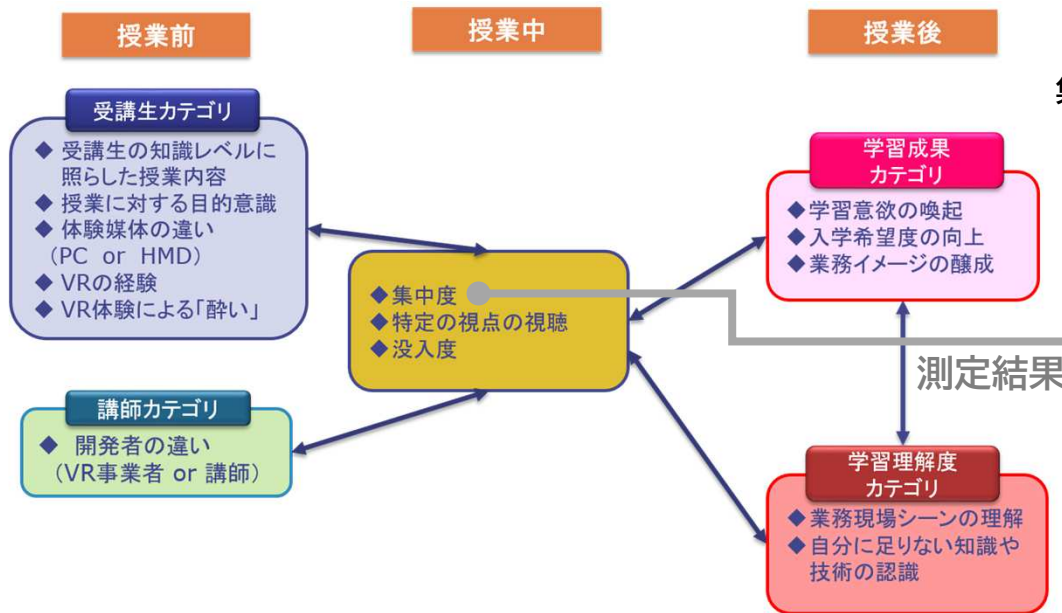 授業前
授業中
授業後
受講生カテゴリ
◆ 受講生の知識レベルに
照らした授業内容
◆ 授業に対する目的意識
◆ 体験媒体の違い
（PC or HMD）
◆ VRの経験
◆ VR体験による「酔い」
講師カテゴリ
◆ 開発者の違い
（VR事業者 or 講師）
◆集中度
◆特定の視点の視聴
◆没入度
学習成果
カテゴリ
◆学習意欲の喚起
◆入学希望度の向上
◆業務イメージの醸成
測定結果
学習理解度
カテゴリ
◆業務現場シーンの理解
◆自分に足りない知識や
技術の認識